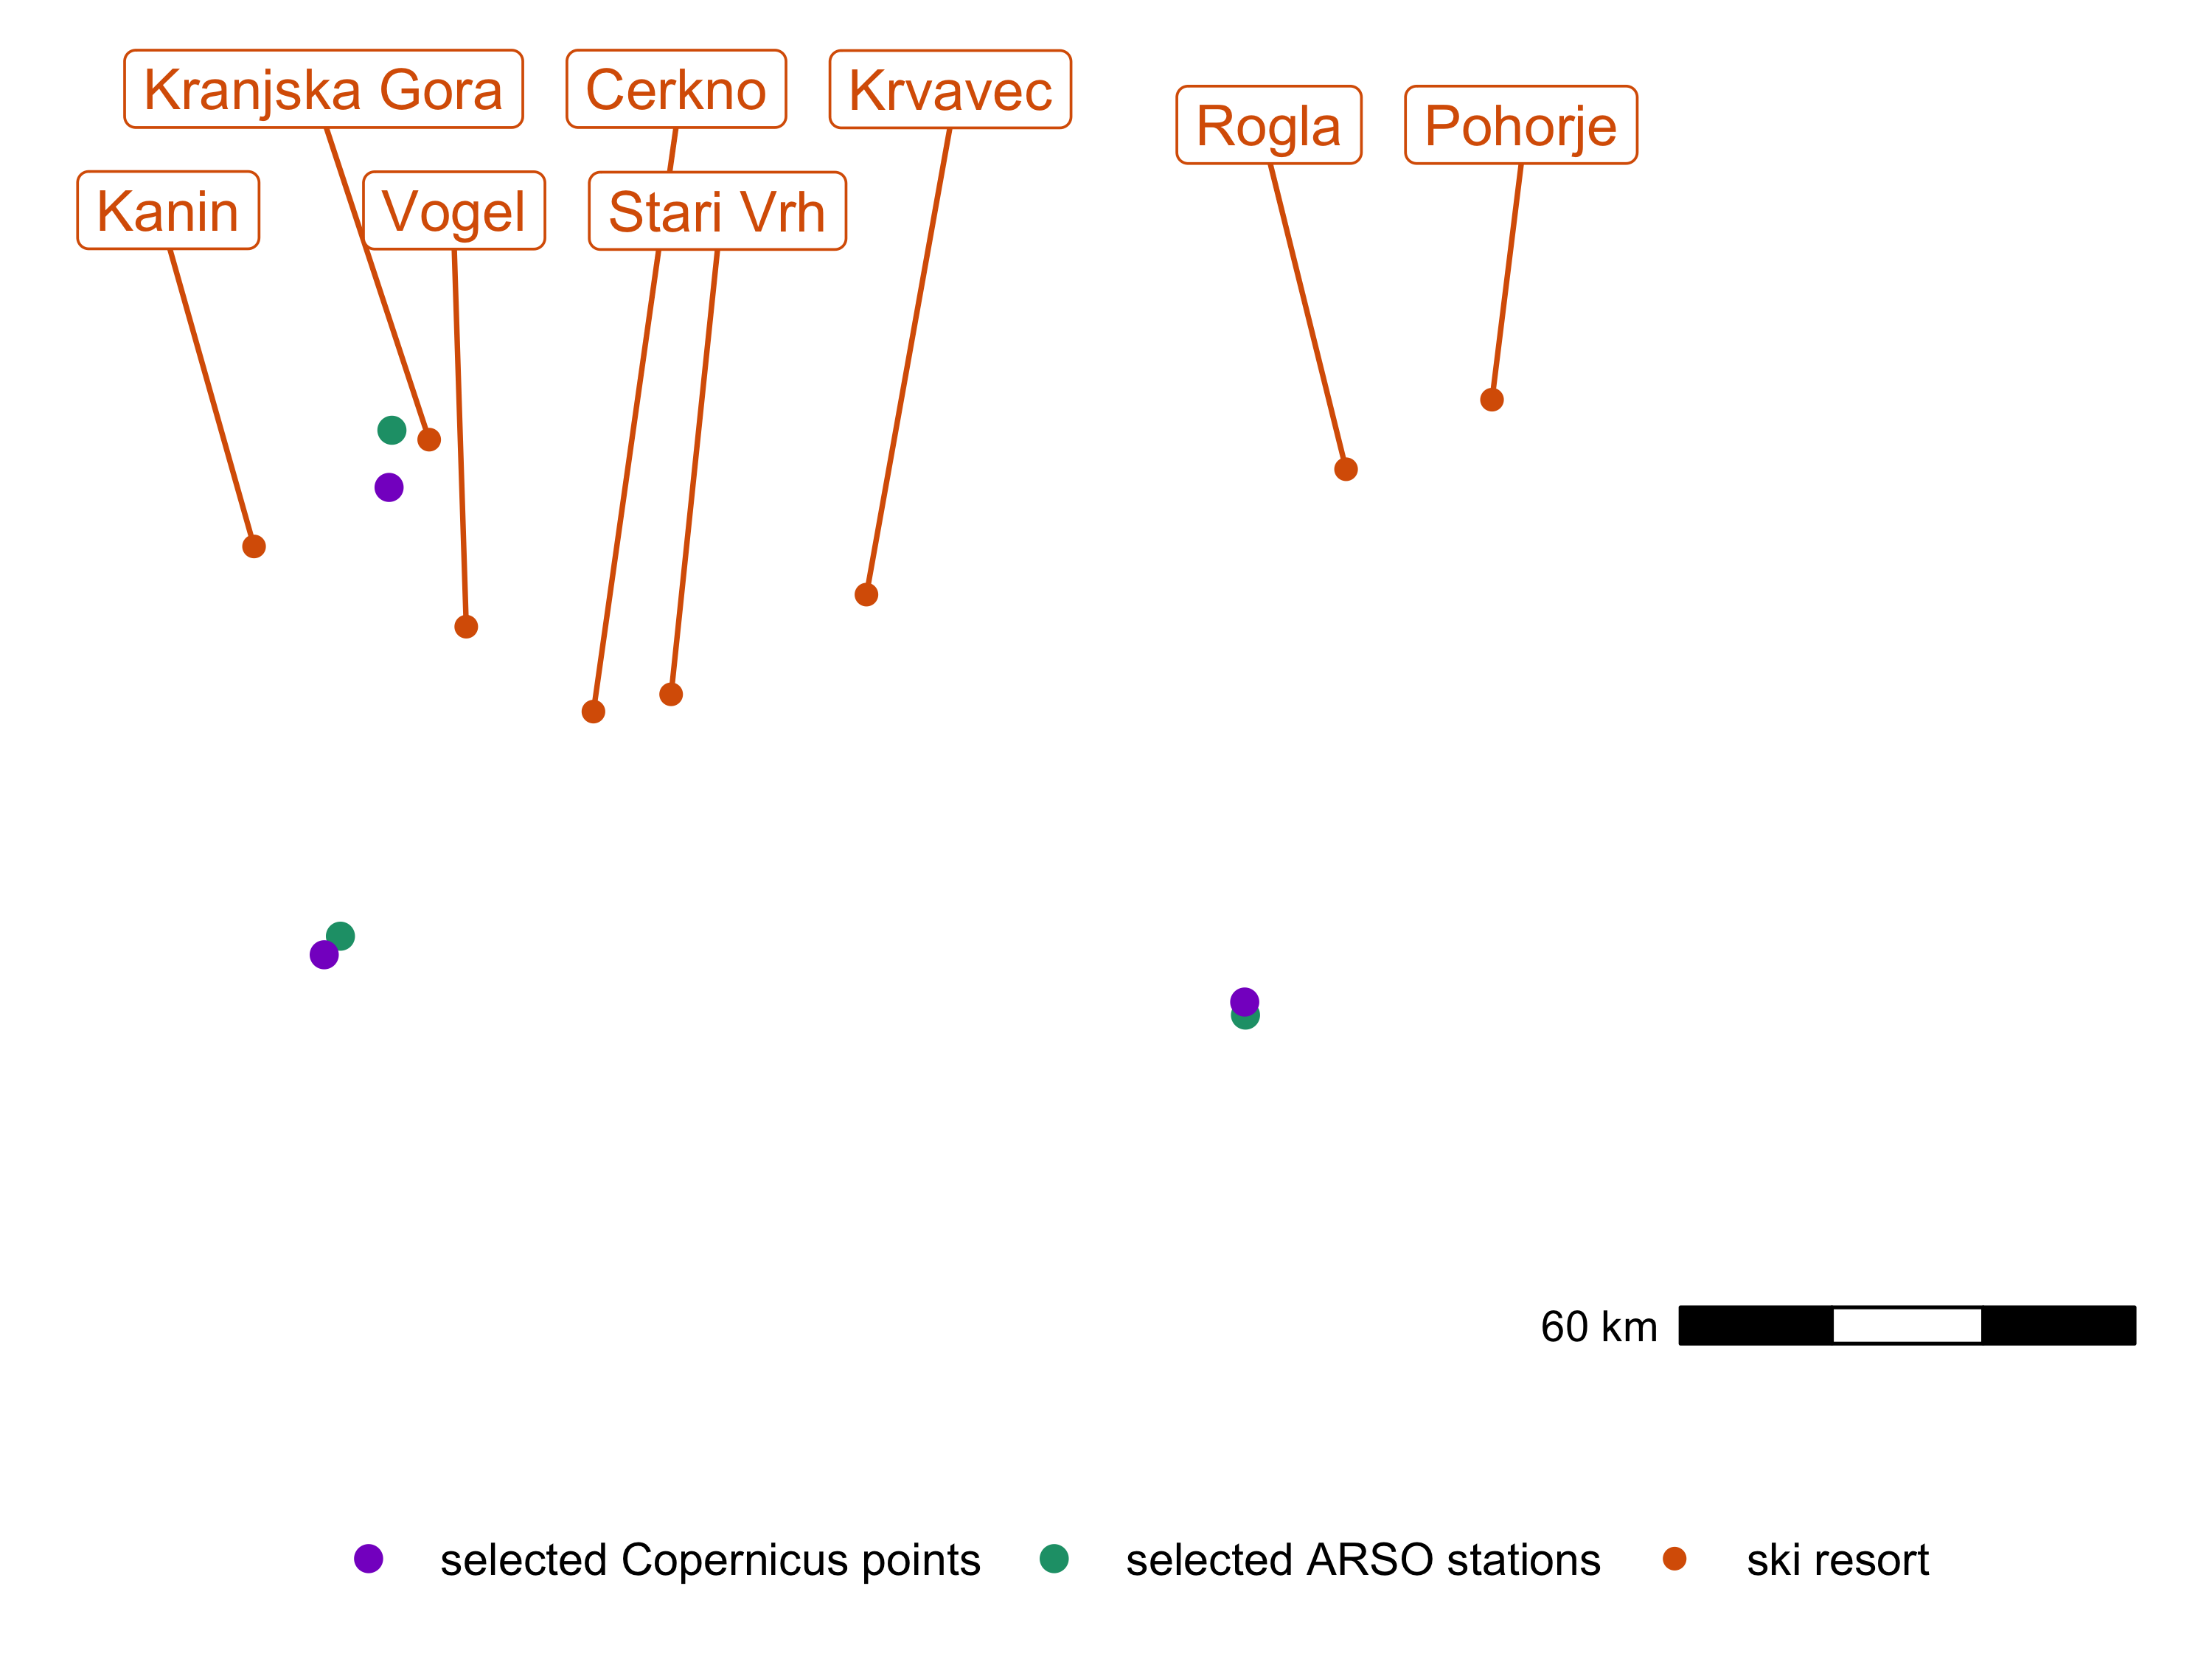 Kranjska Gora
Cerkno
Krvavec
Rogla
Pohorje
Kanin
Vogel
Stari Vrh
60 km
selected Copernicus points
selected ARSO stations
ski resort